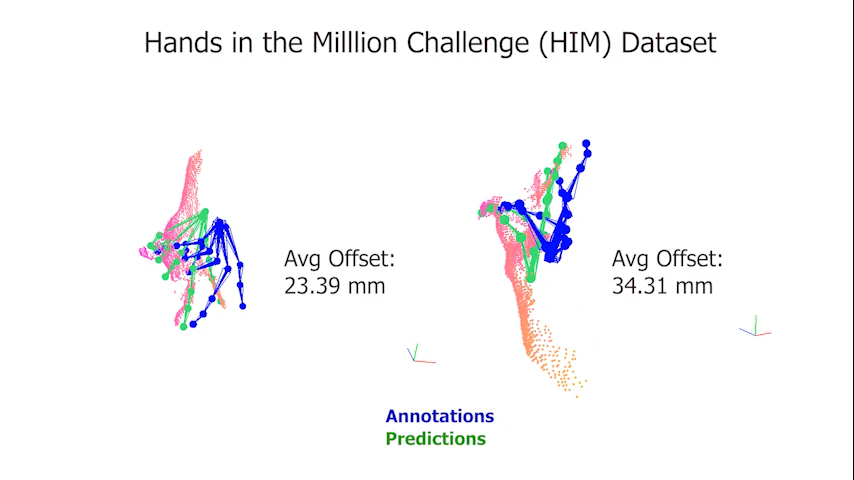 Hands in the Milllion Challenge (HIM) Dataset
Avg Offset:
23.39 mm
Avg Offset:
34.31 mm
Annotations
Predictions